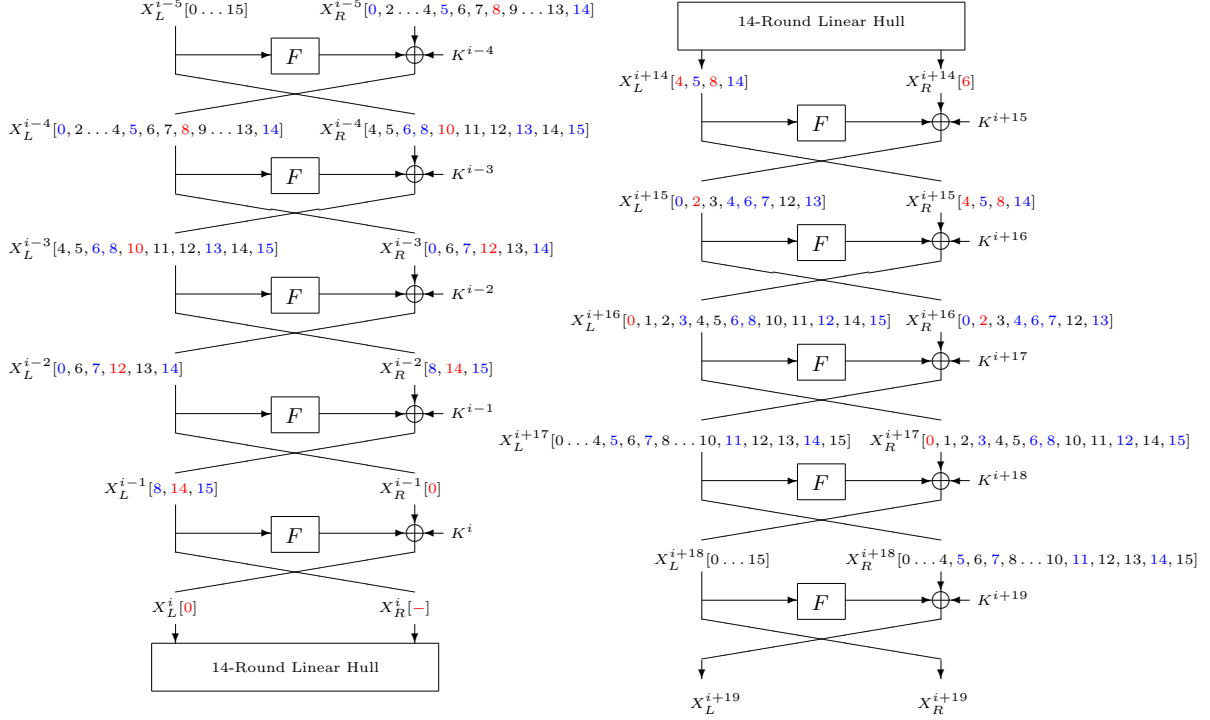 X_L^{i-5}[0 … 15] X_R^{i-5}[0, 2 … 4, 5, 6, 7, 8, 9 … 13, 14]
F K^{i-4}
X_L^{i-4}[0, 2 … 4, 5, 6, 7, 8, 9 … 13, 14] X_R^{i-4}[4, 5, 6, 8, 10, 11, 12, 13, 14, 15]
F K^{i-3}
X_L^{i-3}[4, 5, 6, 8, 10, 11, 12, 13, 14, 15] X_R^{i-3}[0, 6, 7, 12, 13, 14]
F K^{i-2}
X_L^{i-2}[0, 6, 7, 12, 13, 14] X_R^{i-2}[8, 14, 15]
F K^{i-1}
X_L^{i-1}[8, 14, 15] X_R^{i-1}[0]
F K^{i}
X_L^{i}[0] X_R^{i}[−]
14-Round Linear Hull
14-Round Linear Hull
X_L^{i+14}[4, 5, 8, 14] X_R^{i+14}[6]
F K^{i+15}
X_L^{i+15}[0, 2, 3, 4, 6, 7, 12, 13] X_R^{i+15}[4, 5, 8, 14]
F K^{i+16}
X_L^{i+16}[0, 1, 2, 3, 4, 5, 6, 8, 10, 11, 12, 14, 15] X_R^{i+16}[0, 2, 3, 4, 6, 7, 12, 13]
F K^{i+17}
X_L^{i+17}[0 … 4, 5, 6, 7, 8 … 10, 11, 12, 13, 14, 15] X_R^{i+17}[0, 1, 2, 3, 4, 5, 6, 8, 10, 11, 12, 14, 15]
F K^{i+18}
X_L^{i+18}[0 … 15] X_R^{i+18}[0 … 4, 5, 6, 7, 8 … 10, 11, 12, 13, 14, 15]
F K^{i+19}
X_L^{i+19} X_R^{i+19}